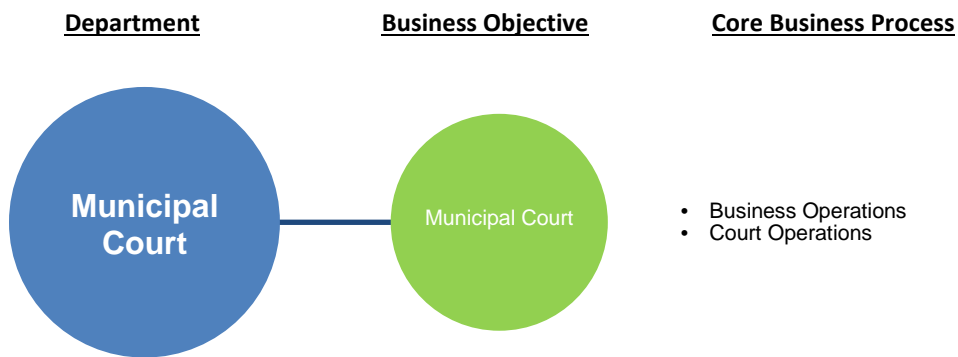 Department
Business Objective
Core Business Process
Municipal
Court
Municipal Court
• Business Operations
• Court Operations